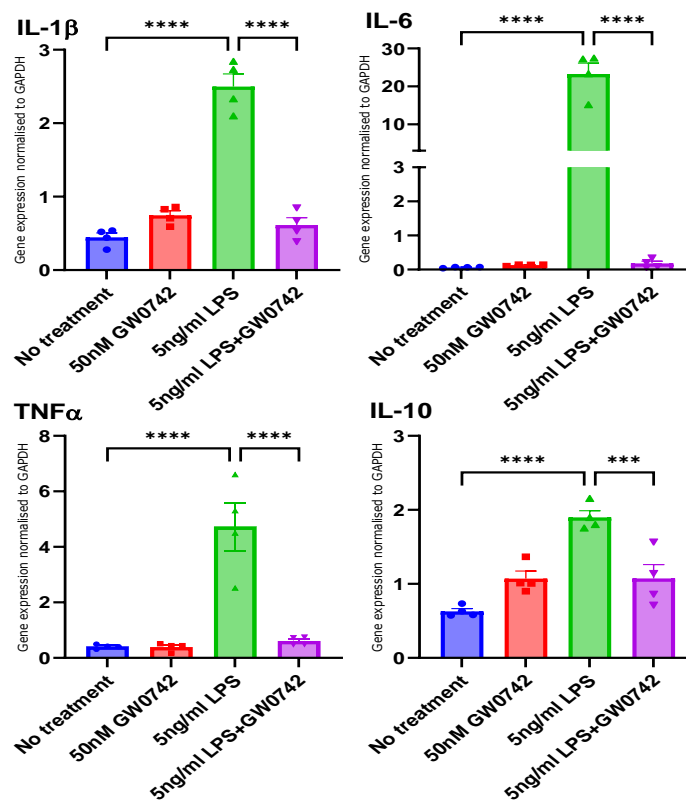 IL-1β
****
****
Gene expression normalised to GAPDH
3
2
1
0
No treatment
50nM GW0742
5ng/ml LPS
5ng/ml LPS+GW0742
IL-6
****
****
Gene expression normalised to GAPDH
30
20
10
3
2
1
0
No treatment
50nM GW0742
5ng/ml LPS
5ng/ml LPS+GW0742
TNFα
****
****
Gene expression normalised to GAPDH
8
6
4
2
0
No treatment
50nM GW0742
5ng/ml LPS
5ng/ml LPS+GW0742
IL-10
****
***
Gene expression normalised to GAPDH
3
2
1
0
No treatment
50nM GW0742
5ng/ml LPS
5ng/ml LPS+GW0742